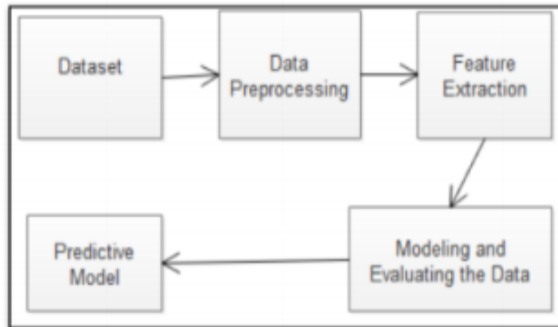 Dataset
Data
Preprocessing
Feature
Extraction
Modeling and
Evaluating the Data
Predictive
Model